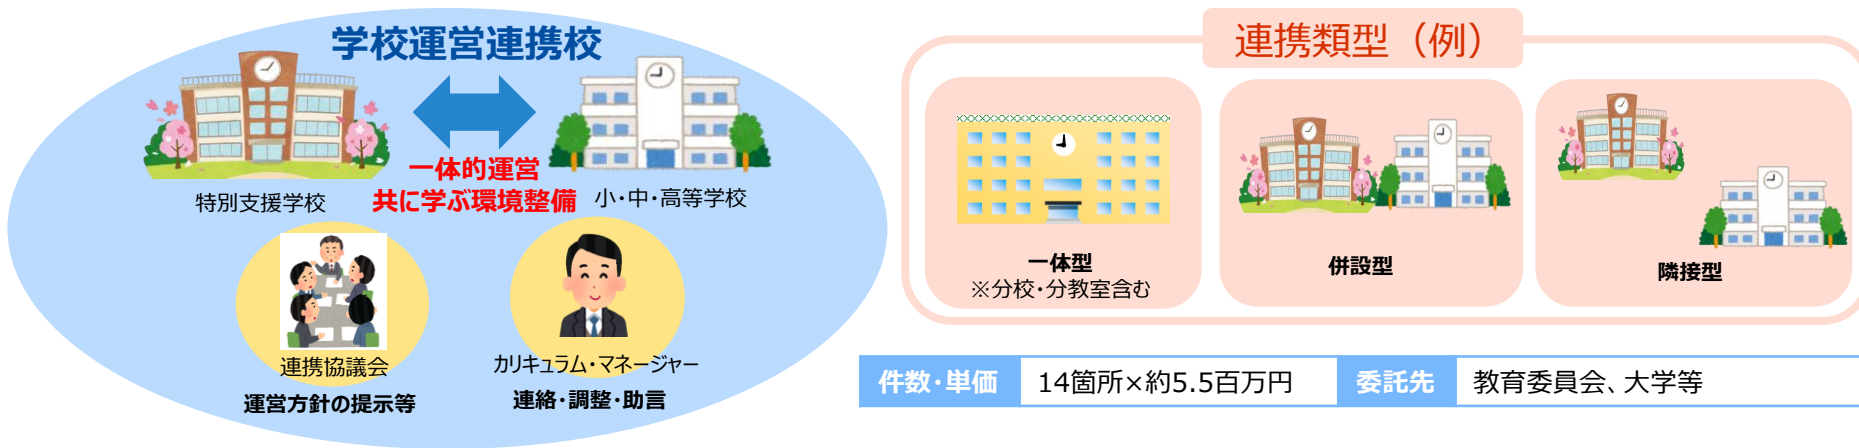 学校運営連携校
一体的運営
共に学ぶ環境整備
特別支援学校
小・中・高等学校
連携協議会
運営方針の提示等
カリキュラム・マネージャー
連絡・調整・助言
連携類型（例）
一体型
※分校・分教室含む
併設型
隣接型
件数・単価
14箇所×約5.5百万円
委託先
教育委員会、大学等